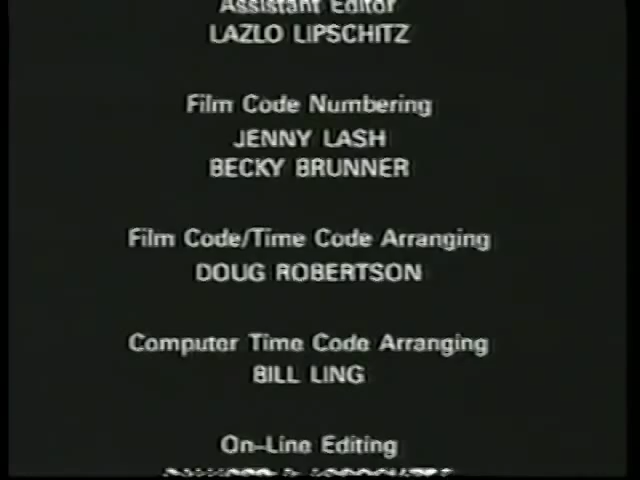 Assistant Editor
LAZLO LIPSCHITZ
Film Code Numbering
JENNY LASH
BECKY BRUNNER
Film Code/Time Code Arranging
DOUG ROBERTSON
Computer Time Code Arranging
BILL LING
On-Line Editing
& ASSOCIATES